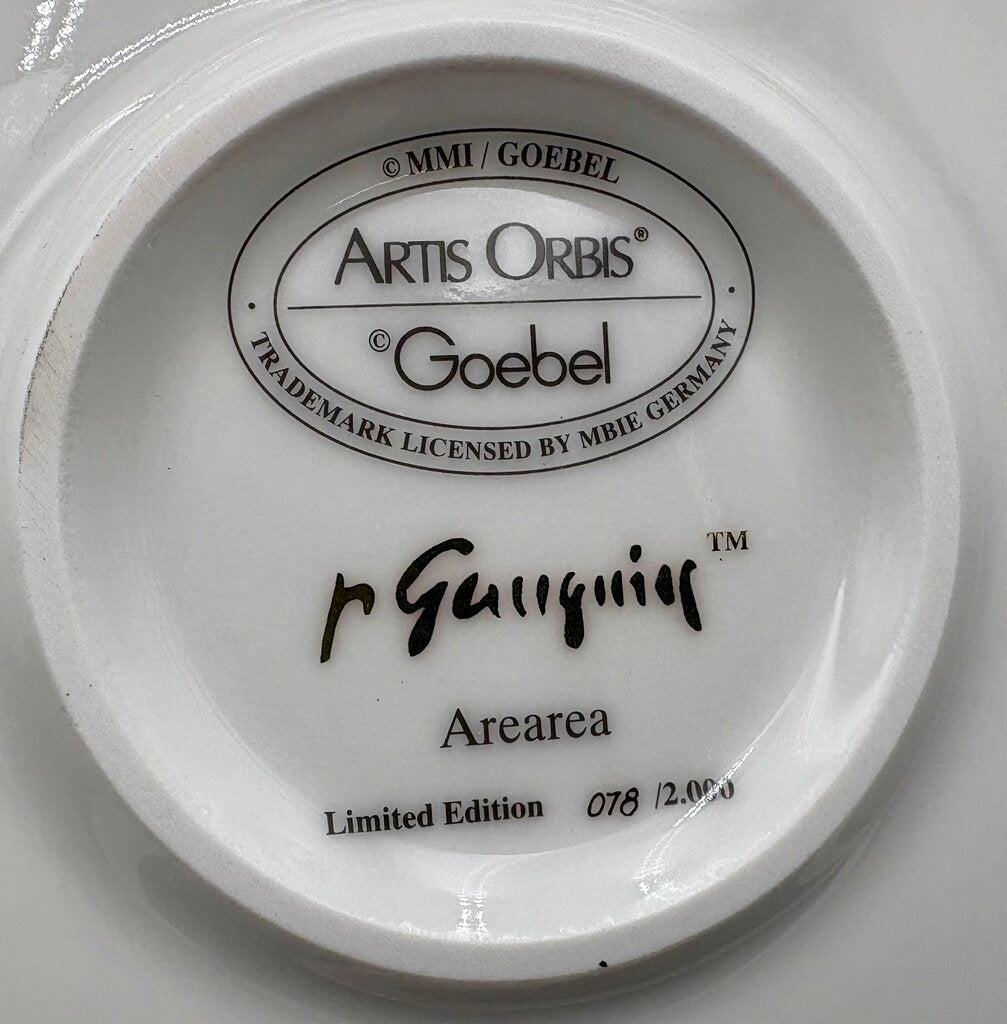 © MMI / GOEBEL
ARTIS ORBIS®
© Goebel
· TRADEMARK LICENSED BY MBIE GERMANY ·
P Gauguin™
Arearea
Limited Edition 078 /2.000